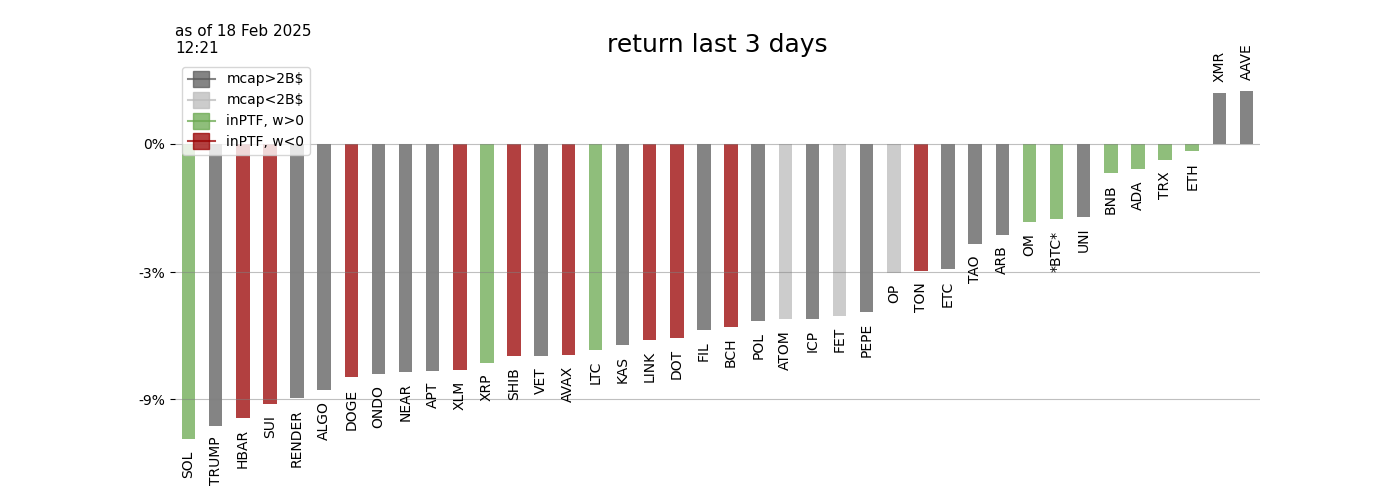 as of 18 Feb 2025
12:21
return last 3 days
mcap>2B$
mcap<2B$
inPTF, w>0
inPTF, w<0
0%
-3%
-9%
SOL
TRUMP
HBAR
SUI
RENDER
ALGO
DOGE
ONDO
NEAR
APT
XLM
XRP
SHIB
VET
AVAX
LTC
KAS
LINK
DOT
FIL
BCH
POL
ATOM
ICP
FET
PEPE
OP
TON
ETC
TAO
ARB
OM
*BTC*
UNI
BNB
ADA
TRX
ETH
XMR
AAVE